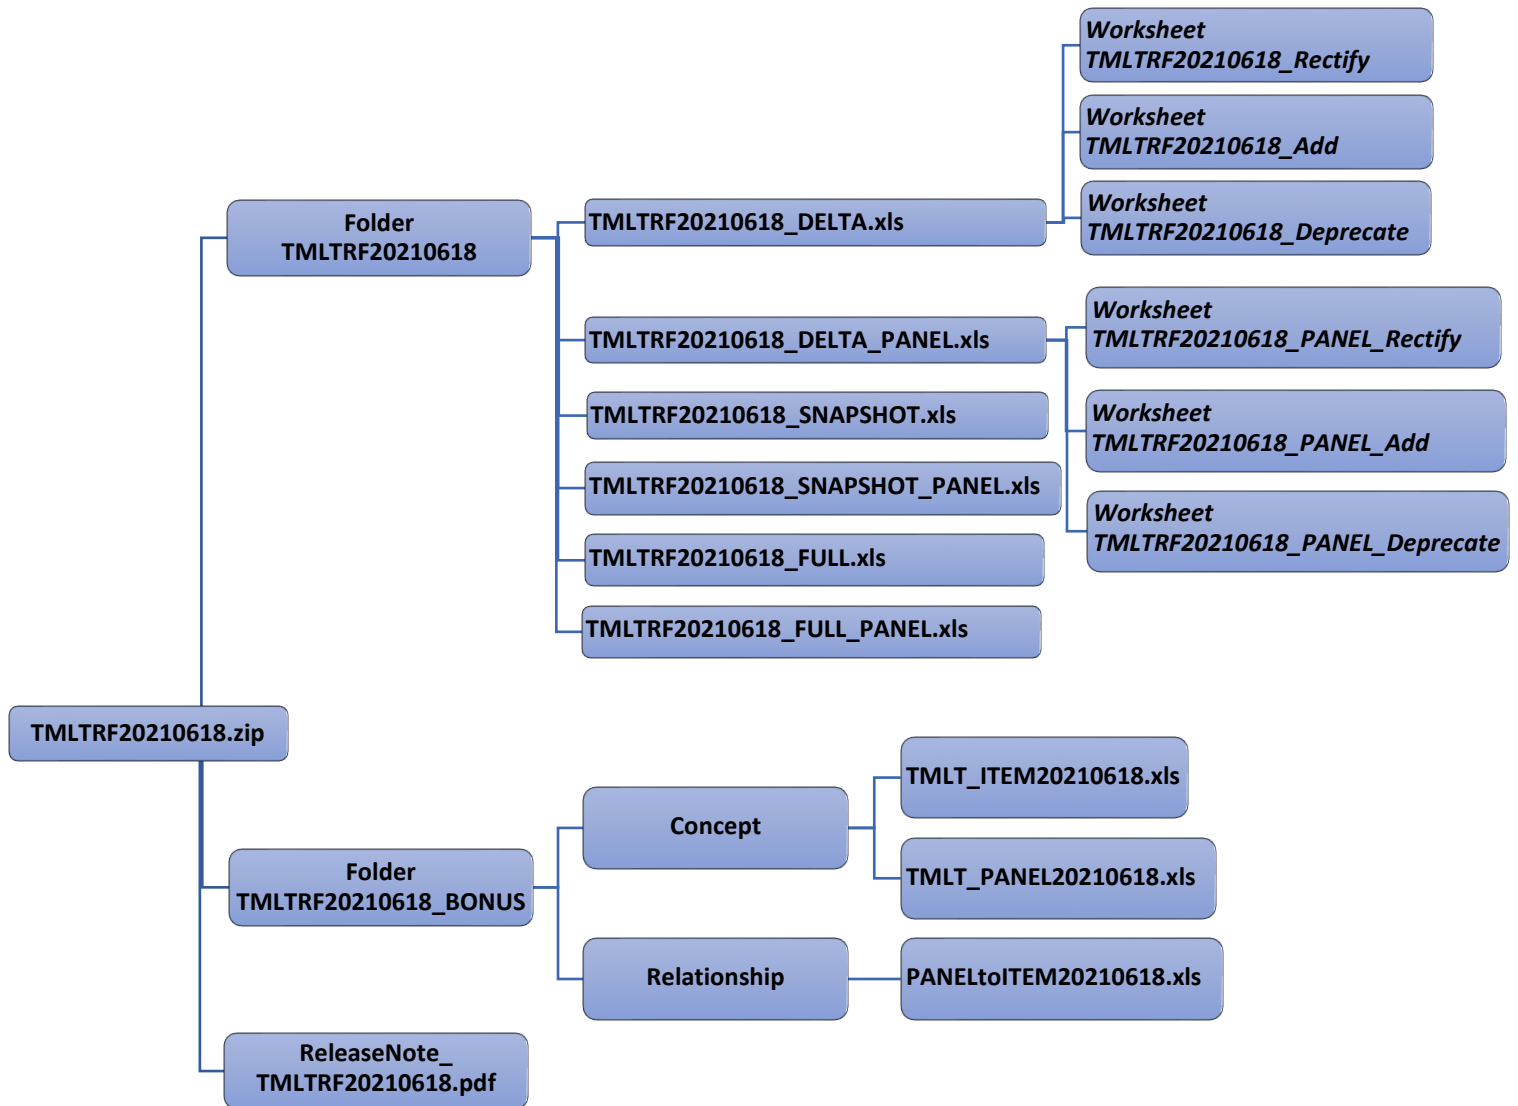 Worksheet
TMLTRF20210618_Rectify
Worksheet
TMLTRF20210618_Add
Worksheet
TMLTRF20210618_Deprecate
Folder
TMLTRF20210618
TMLTRF20210618_DELTA.xls
Worksheet
TMLTRF20210618_PANEL_Rectify
TMLTRF20210618_DELTA_PANEL.xls
Worksheet
TMLTRF20210618_PANEL_Add
TMLTRF20210618_SNAPSHOT.xls
TMLTRF20210618_SNAPSHOT_PANEL.xls
Worksheet
TMLTRF20210618_PANEL_Deprecate
TMLTRF20210618_FULL.xls
TMLTRF20210618_FULL_PANEL.xls
TMLTRF20210618.zip
TMLT_ITEM20210618.xls
Concept
TMLT_PANEL20210618.xls
Folder
TMLTRF20210618_BONUS
Relationship
PANELtoITEM20210618.xls
ReleaseNote_
TMLTRF20210618.pdf